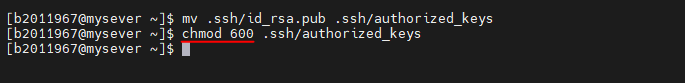 [b2011967@mysever ~]$ mv .ssh/id_rsa.pub .ssh/authorized_keys
[b2011967@mysever ~]$ chmod 600 .ssh/authorized_keys
[b2011967@mysever ~]$